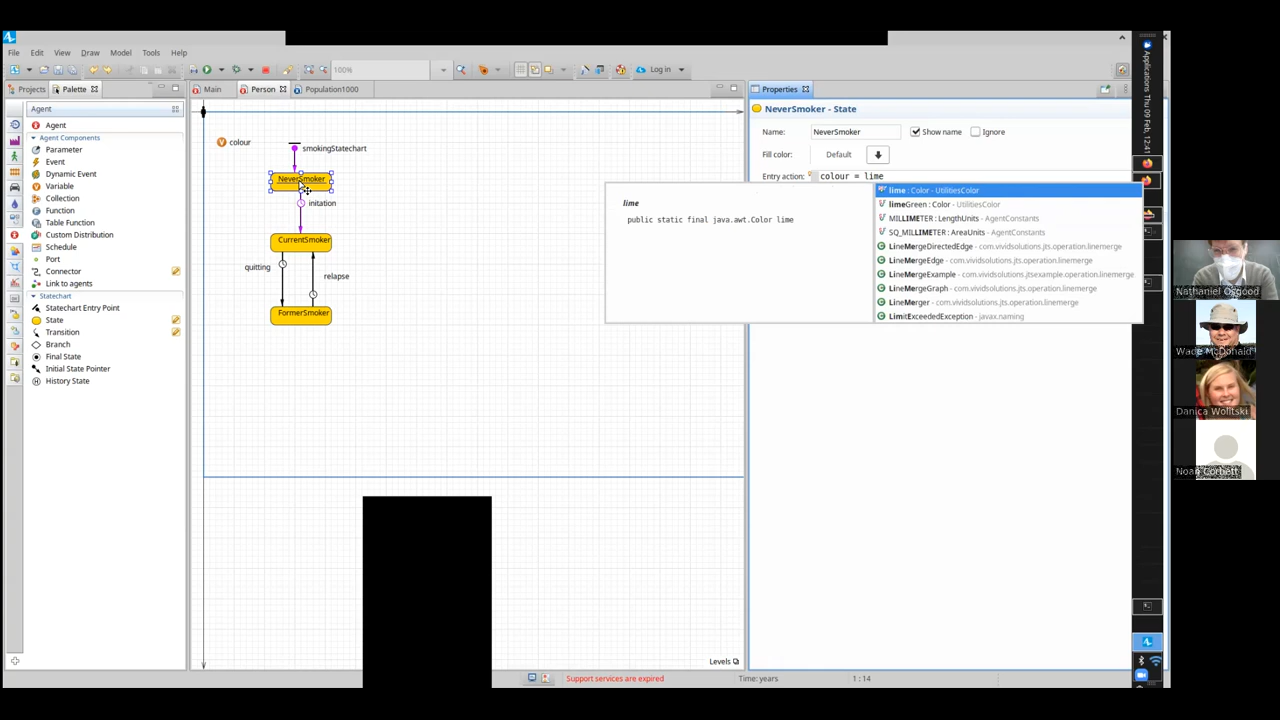 File Edit View Draw Model Tools Help
100%
Log in
Projects Palette
Main Person Population1000
Properties
Agent
Agent
Agent Components
Parameter
Event
Dynamic Event
Variable
Collection
Function
Table Function
Custom Distribution
Schedule
Port
Connector
Link to agents
Statechart
Statechart Entry Point
State
Transition
Branch
Final State
Initial State Pointer
History State
colour
smokingStatechart
NeverSmoker
initation
CurrentSmoker
quitting
relapse
FormerSmoker
Levels
NeverSmoker - State
Name: NeverSmoker Show name Ignore
Fill color: Default
Entry action: colour = lime
lime
public static final java.awt.Color lime
lime : Color - UtilitiesColor
limeGreen : Color - UtilitiesColor
MILLIMETER : LengthUnits - AgentConstants
SQ_MILLIMETER : AreaUnits - AgentConstants
LineMergeDirectedEdge - com.vividsolutions.jts.operation.linemerge
LineMergeEdge - com.vividsolutions.jts.operation.linemerge
LineMergeExample - com.vividsolutions.jtsexample.operation.linemerge
LineMergeGraph - com.vividsolutions.jts.operation.linemerge
LineMerger - com.vividsolutions.jts.operation.linemerge
LimitExceededException - javax.naming
Support services are expired
Time: years
1 : 14
Applications Thu 09 Feb, 12:41
Nathaniel Osgood
Wade McDonald
Danica Wolitski
Noah Corbett